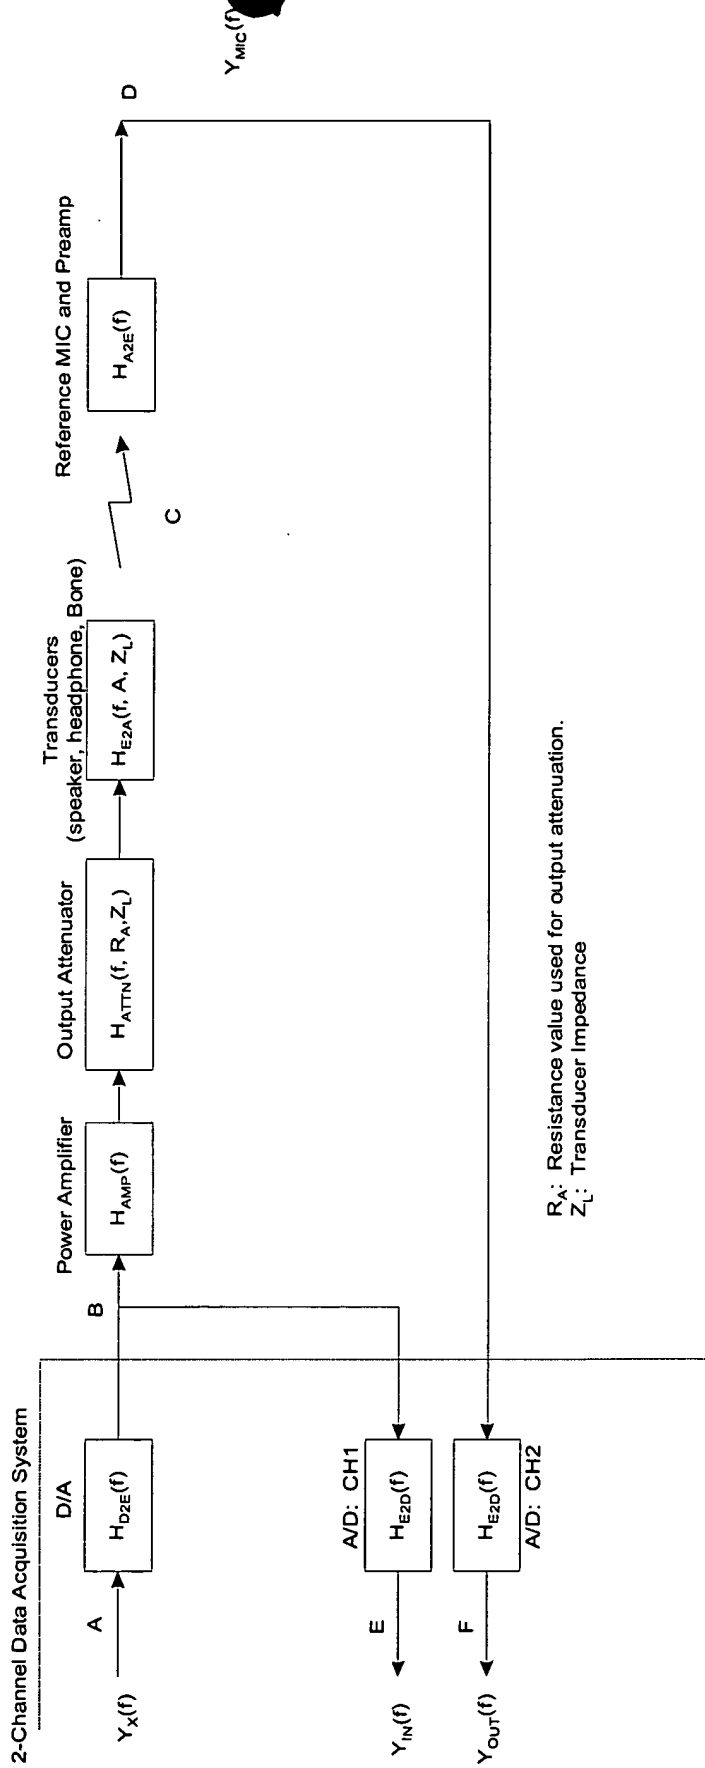 2-Channel Data Acquisition System
D/A
Power Amplifier
Output Attenuator
Transducers
(speaker, headphone, Bone)
Reference MIC and Preamp
Y_X(f)
A
H_D2E(f)
B
H_AMP(f)
H_ATTN(f, R_A,Z_L)
H_E2A(f, A, Z_L)
C
H_A2E(f)
D
Y_MIC(f)
A/D: CH1
Y_IN(f)
E
H_E2D(f)
Y_OUT(f)
F
H_E2D(f)
A/D: CH2
R_A: Resistance value used for output attenuation.
Z_L: Transducer Impedance